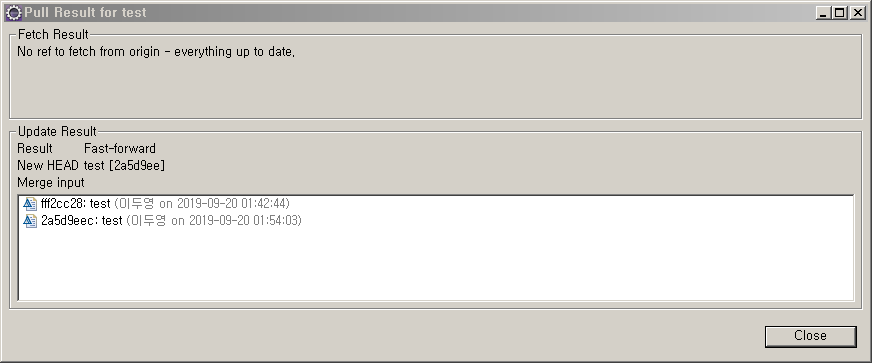 Pull Result for test
Fetch Result
No ref to fetch from origin - everything up to date.
Update Result
Result Fast-forward
New HEAD test [2a5d9ee]
Merge input
fff2cc28: test (이두영 on 2019-09-20 01:42:44)
2a5d9eec: test (이두영 on 2019-09-20 01:54:03)
Close